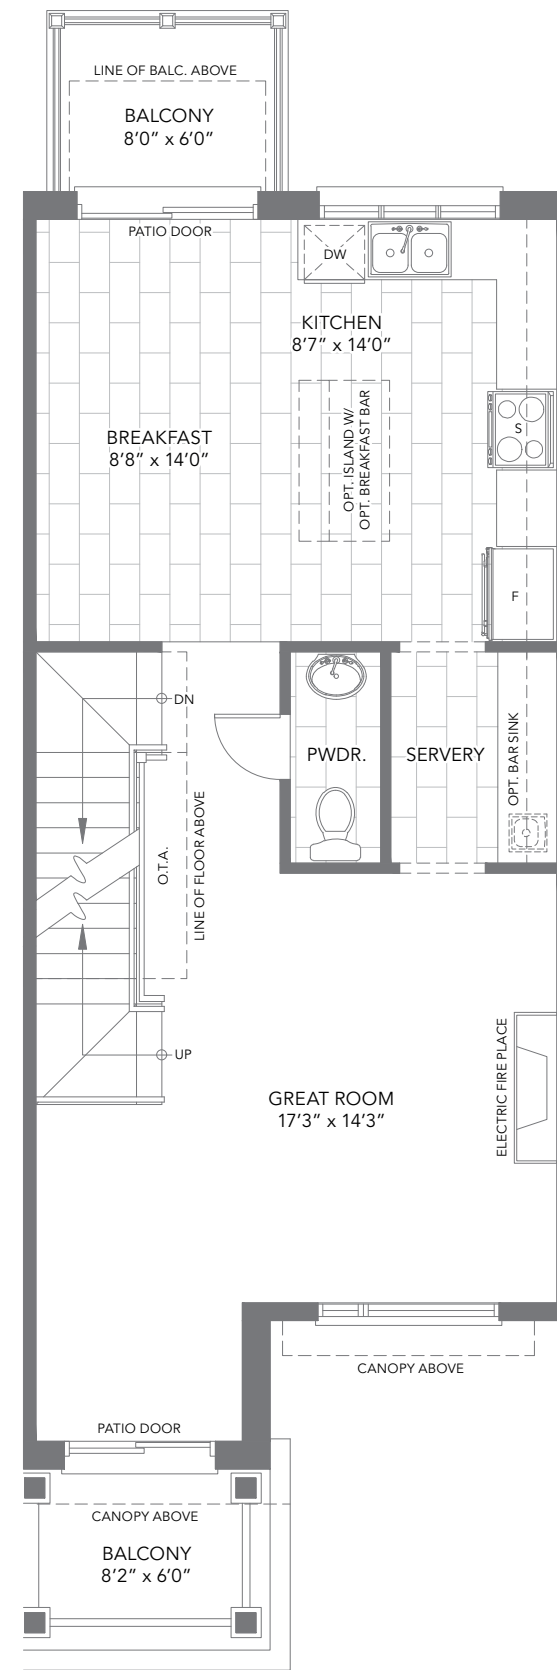 LINE OF BALC. ABOVE
BALCONY
8'0" x 6'0"
PATIO DOOR
DW
KITCHEN
8'7" x 14'0"
OPT. ISLAND W/
OPT. BREAKFAST BAR
S
BREAKFAST
8'8" x 14'0"
F
DN
PWDR.
SERVERY
OPT. BAR SINK
O.T.A.
LINE OF FLOOR ABOVE
UP
ELECTRIC FIREPLACE
GREAT ROOM
17'3" x 14'3"
CANOPY ABOVE
PATIO DOOR
CANOPY ABOVE
BALCONY
8'2" x 6'0"